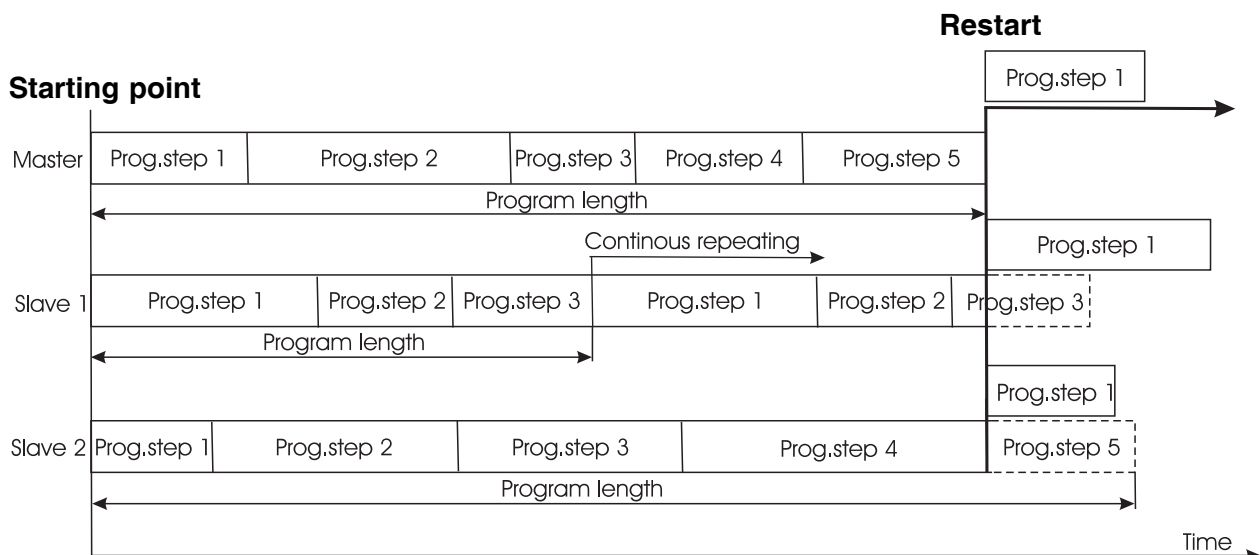 Restart
Prog.step 1
Starting point
Master Prog.step 1 Prog.step 2 Prog.step 3 Prog.step 4 Prog.step 5
Program length
Continous repeating
Prog.step 1
Slave 1 Prog.step 1 Prog.step 2 Prog.step 3 Prog.step 1 Prog.step 2 Prog.step 3
Program length
Prog.step 1
Slave 2 Prog.step 1 Prog.step 2 Prog.step 3 Prog.step 4 Prog.step 5
Program length
Time